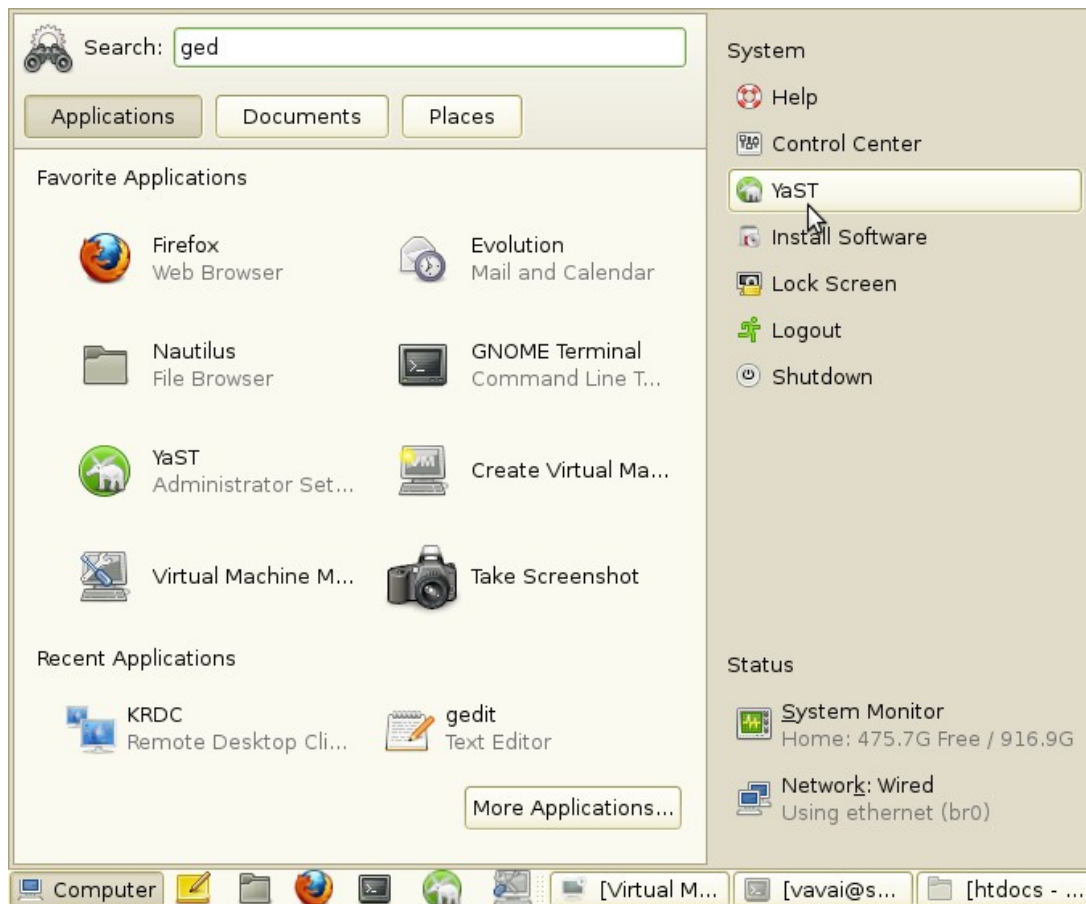 Search: ged
Applications Documents Places
Favorite Applications
Firefox
Web Browser
Evolution
Mail and Calendar
Nautilus
File Browser
GNOME Terminal
Command Line T...
YaST
Administrator Set...
Create Virtual Ma...
Virtual Machine M...
Take Screenshot
Recent Applications
KRDC
Remote Desktop Cli...
gedit
Text Editor
More Applications...
System
Help
Control Center
YaST
Install Software
Lock Screen
Logout
Shutdown
Status
System Monitor
Home: 475.7G Free / 916.9G
Network: Wired
Using ethernet (br0)
Computer [Virtual M... [vavai@s... [htdocs - ...